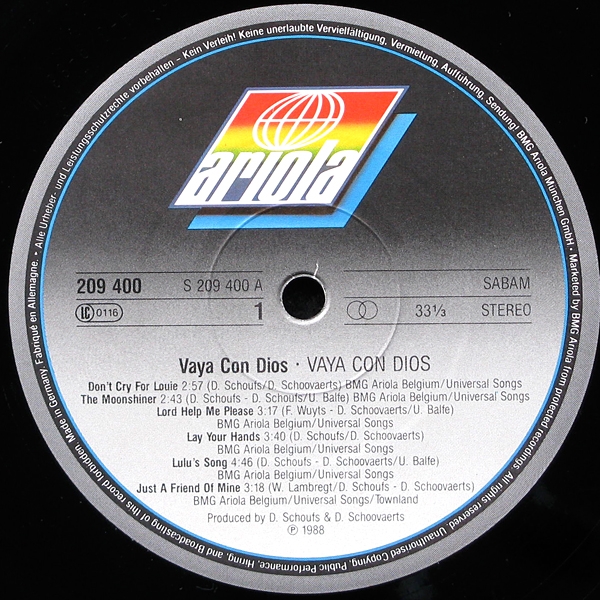 Alle Urheber- und Leistungsschutzrechte vorbehalten – Kein Verleih! Keine unerlaubte Vervielfältigung, Vermietung, Aufführung, Sendung! BMG Ariola München GmbH · Marketed by BMG Ariola
from protected recordings. All rights reserved. Unauthorised Copying, Public Performance, Hiring, and Broadcasting of this record forbidden. Made in Germany. Fabriqué en Allemagne. •
ariola
209 400 S 209 400 A SABAM
LC 0116 1 33⅓ STEREO
Vaya Con Dios · VAYA CON DIOS
Don't Cry For Louie 2:57 (D. Schoufs/D. Schoovaerts) BMG Ariola Belgium/Universal Songs
The Moonshiner 2:43 (D. Schoufs - D. Schoufs/U. Balfe) BMG Ariola Belgium/Universal Songs
Lord Help Me Please 3:17 (F. Wuyts - D. Schoovaerts/U. Balfe)
BMG Ariola Belgium/Universal Songs
Lay Your Hands 3:40 (D. Schoufs/D. Schoovaerts)
BMG Ariola Belgium/Universal Songs
Lulu's Song 4:46 (D. Schoufs - D. Schoovaerts/U. Balfe)
BMG Ariola Belgium/Universal Songs
Just A Friend Of Mine 3:18 (W. Lambregt/D. Schoufs - D. Schoovaerts)
BMG Ariola Belgium/Universal Songs/Townland
Produced by D. Schoufs & D. Schoovaerts
℗ 1988